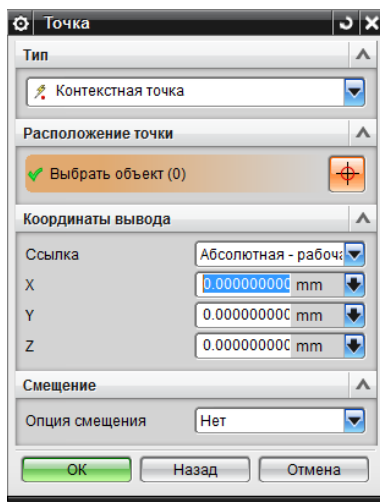 Точка
Тип
Контекстная точка
Расположение точки
Выбрать объект (0)
Координаты вывода
Ссылка Абсолютная - рабоча
X 0.000000000 mm
Y 0.000000000 mm
Z 0.000000000 mm
Смещение
Опция смещения Нет
ОК Назад Отмена